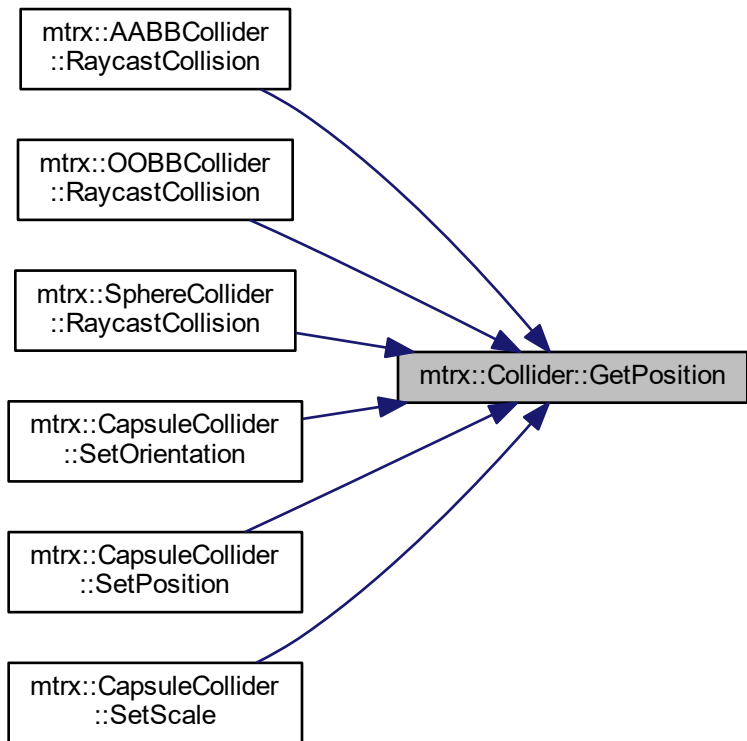 mtrx::AABBCollider
::RaycastCollision
mtrx::OOBBCollider
::RaycastCollision
mtrx::SphereCollider
::RaycastCollision
mtrx::Collider::GetPosition
mtrx::CapsuleCollider
::SetOrientation
mtrx::CapsuleCollider
::SetPosition
mtrx::CapsuleCollider
::SetScale